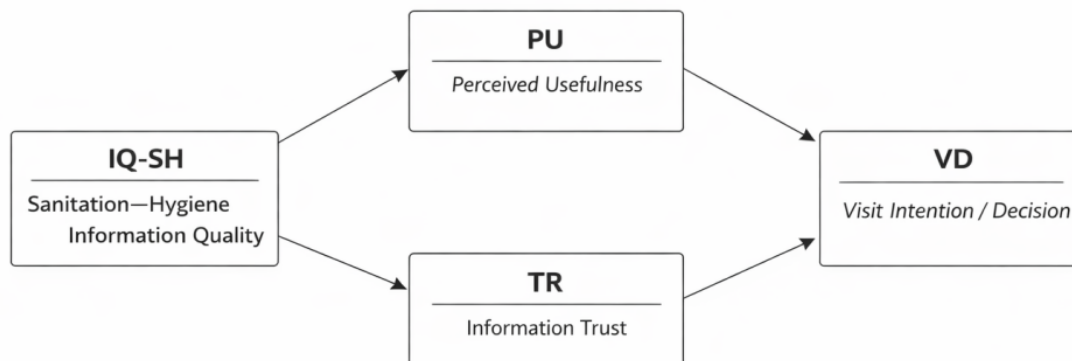 PU
Perceived Usefulness
IQ-SH
Sanitation—Hygiene
Information Quality
VD
Visit Intention / Decision
TR
Information Trust